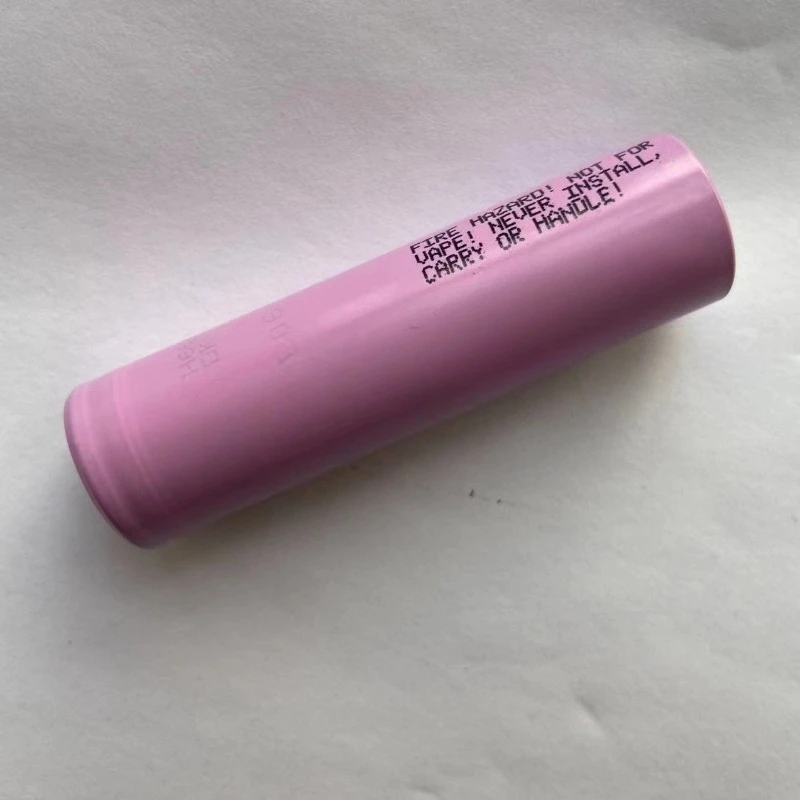 FIRE HAZARD! NOT FOR
VAPE! NEVER INSTALL,
CARRY OR HANDLE!